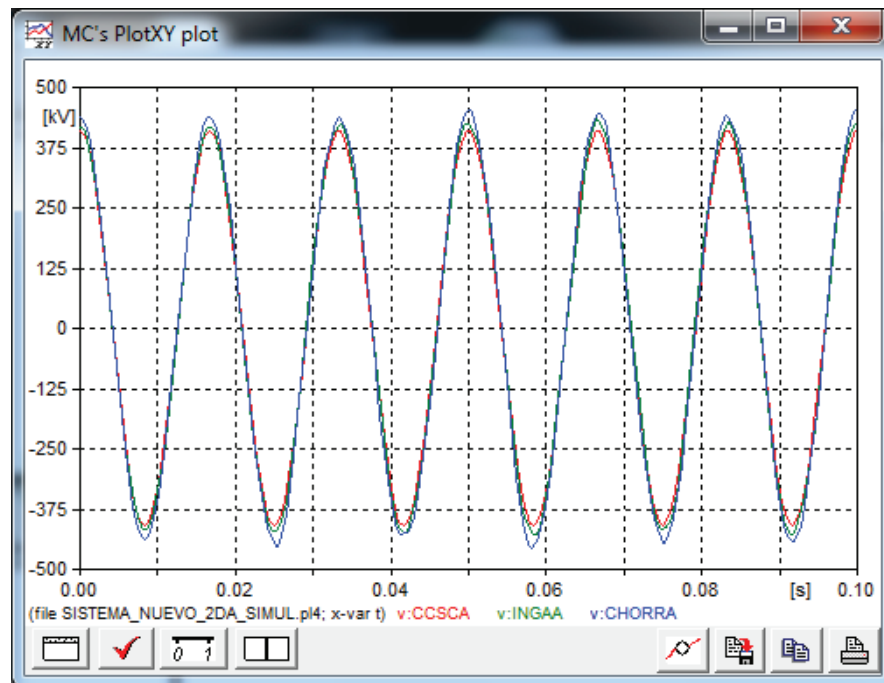 MC's PlotXY plot
500
[kV]
375
250
125
0
-125
-250
-375
-500
0.00 0.02 0.04 0.06 0.08 [s] 0.10
(file SISTEMA_NUEVO_2DA_SIMUL.pl4; x-var t) v:CCSCA v:INGAA v:CHORRA
0 1